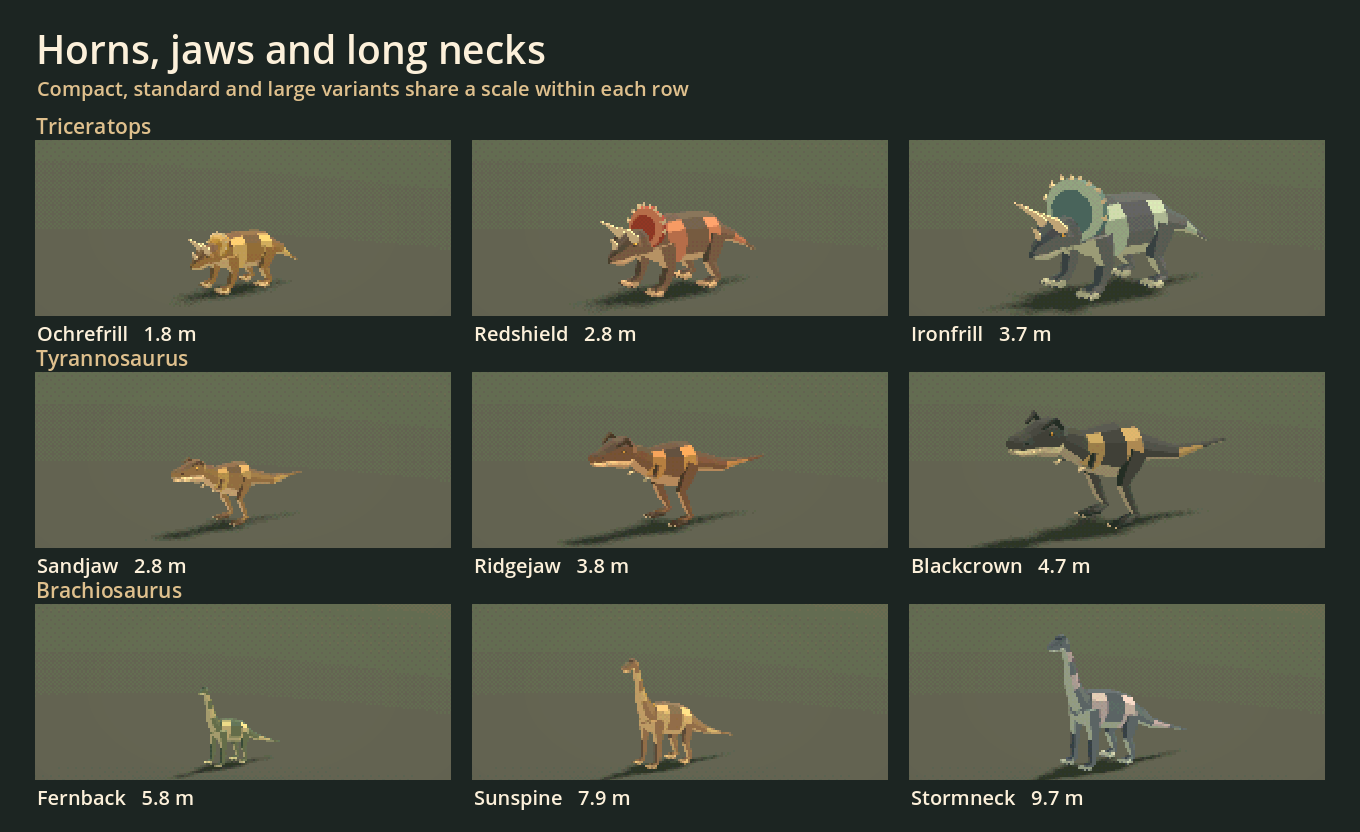 Horns, jaws and long necks
Compact, standard and large variants share a scale within each row
Triceratops
Ochrefrill 1.8 m
Redshield 2.8 m
Ironfrill 3.7 m
Tyrannosaurus
Sandjaw 2.8 m
Ridgejaw 3.8 m
Blackcrown 4.7 m
Brachiosaurus
Fernback 5.8 m
Sunspine 7.9 m
Stormneck 9.7 m